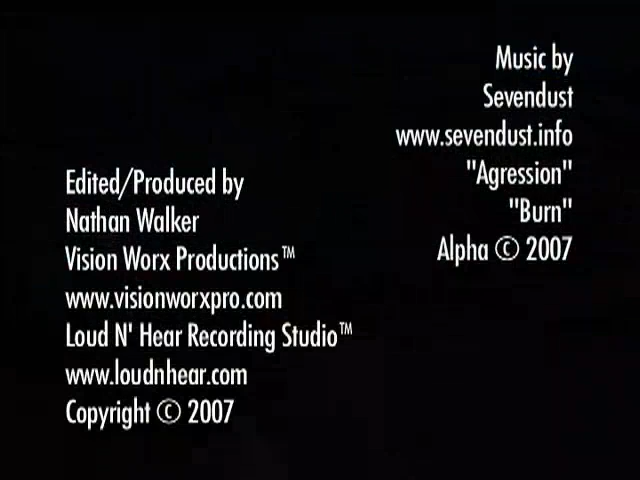 Music by
Sevendust
www.sevendust.info
"Agression"
"Burn"
Alpha © 2007
Edited/Produced by
Nathan Walker
Vision Worx Productions™
www.visionworxpro.com
Loud N' Hear Recording Studio™
www.loudnhear.com
Copyright © 2007